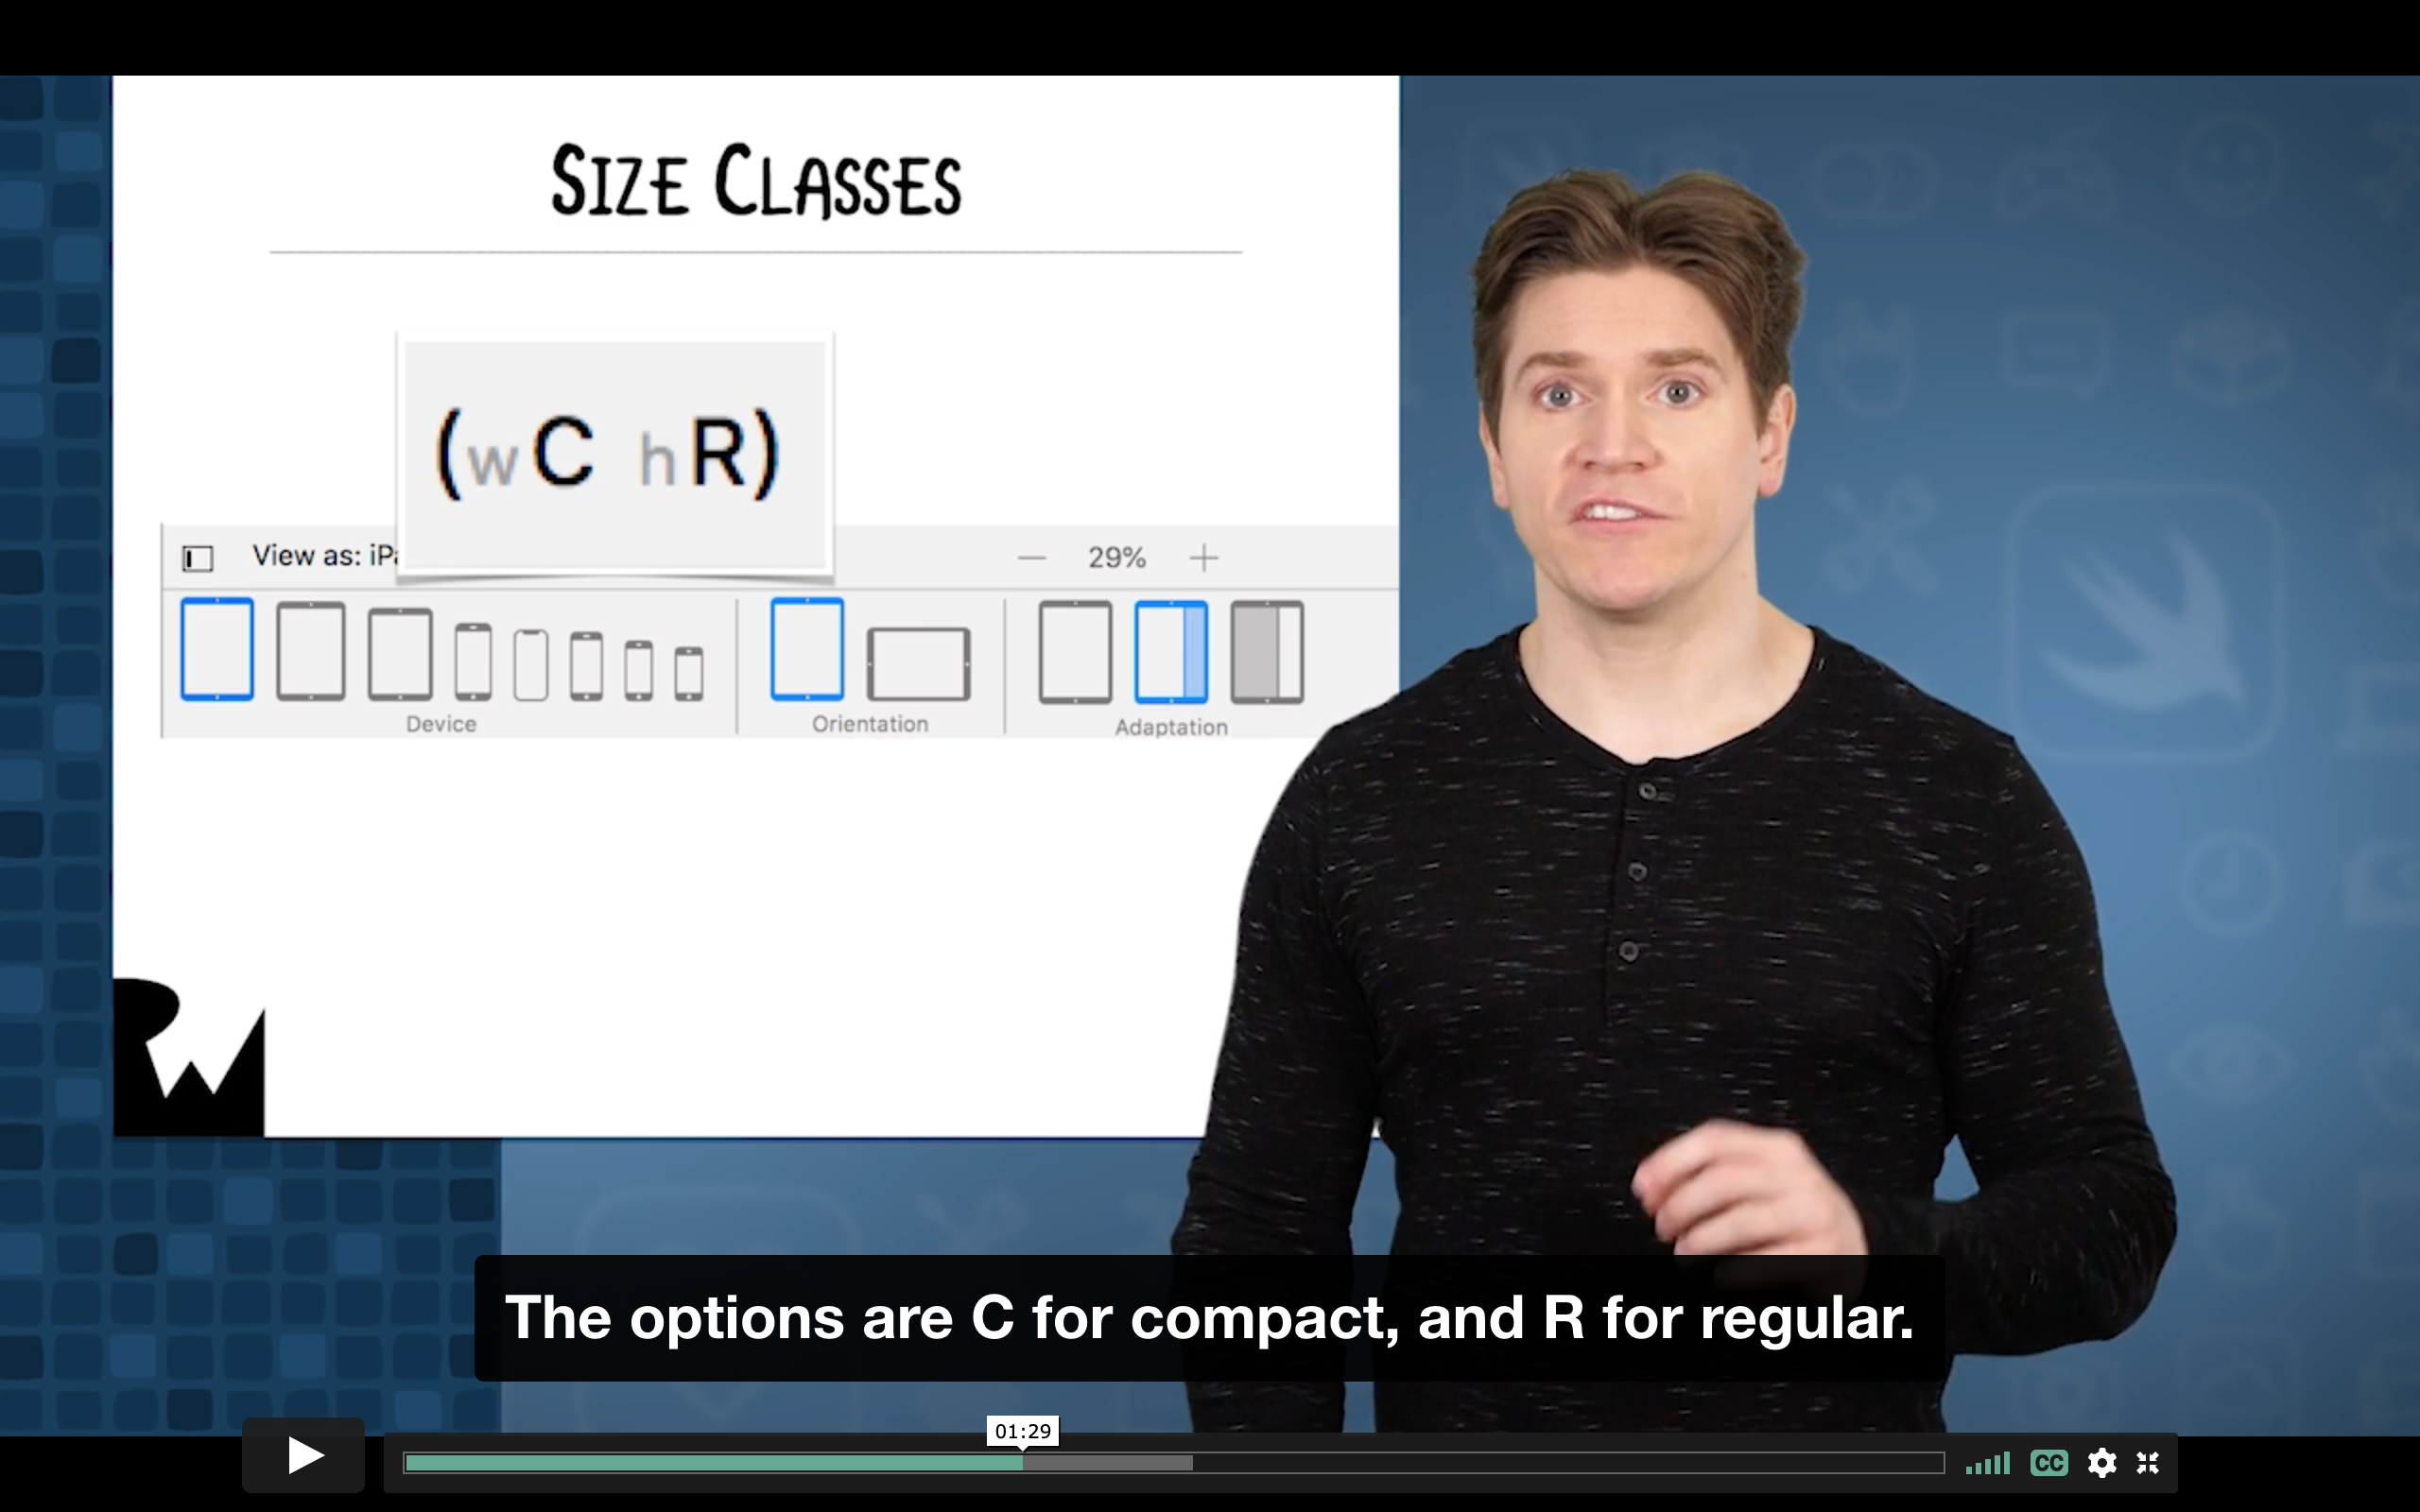 SIZE CLASSES
(wC hR)
View as: iPa
29%
Device
Orientation
Adaptation
RW
The options are C for compact, and R for regular.
01:29
CC